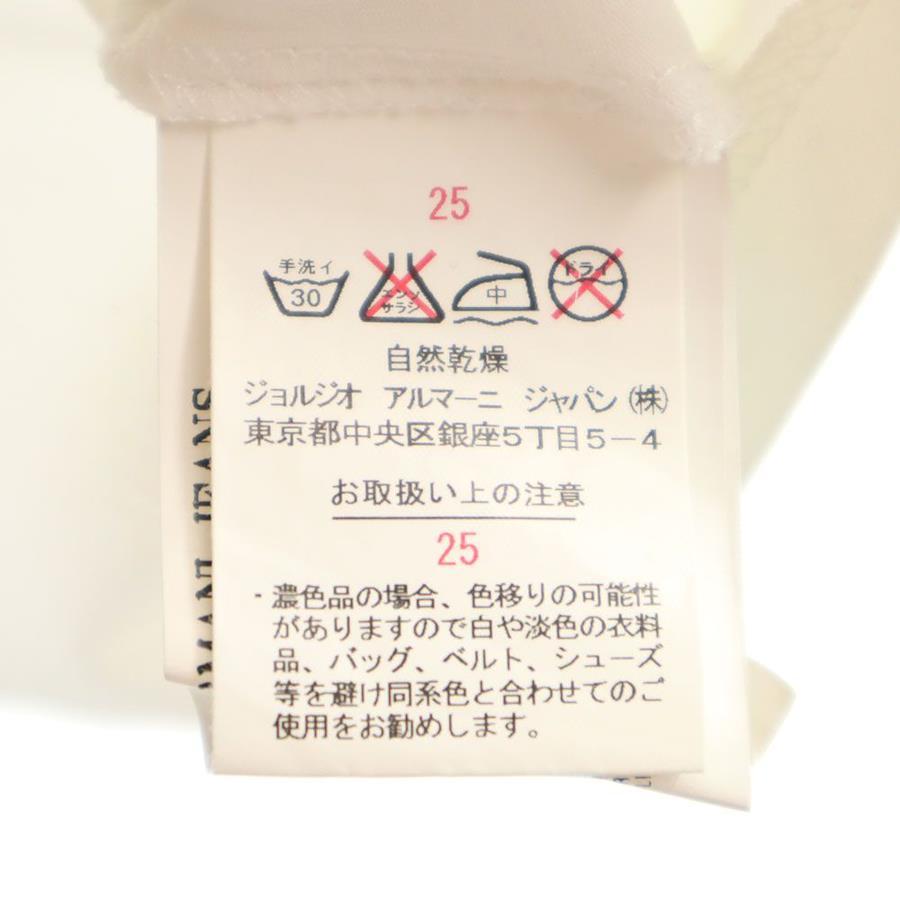 25
手洗イ 30
エンソ
サラシ
中
ドライ
自然乾燥
ジョルジオ アルマーニ ジャパン(株)
東京都中央区銀座5丁目5-4
お取扱い上の注意
25
・濃色品の場合、色移りの可能性
がありますので白や淡色の衣料
品、バッグ、ベルト、シューズ
等を避け同系色と合わせてのご
使用をお勧めします。
JEANS